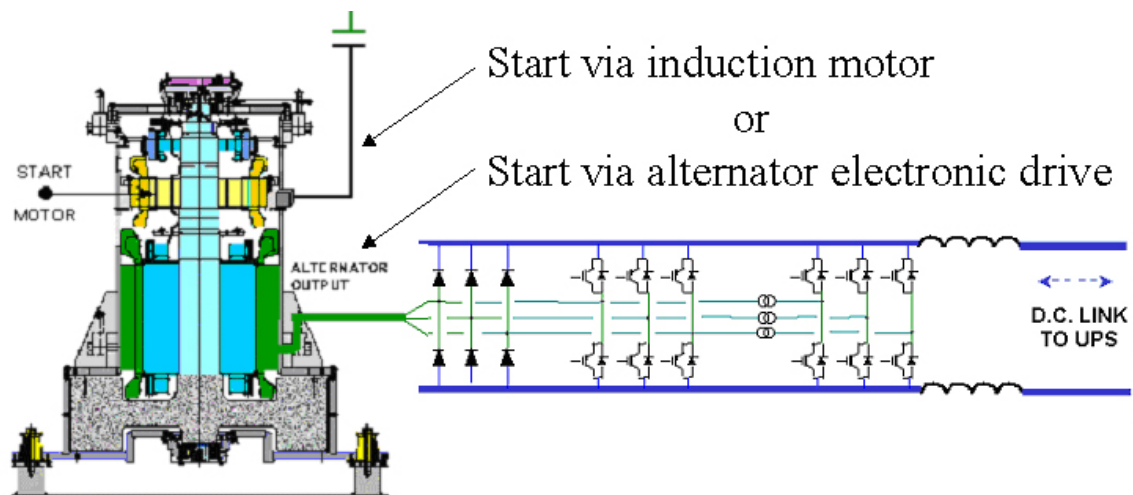 Start via induction motor
or
Start via alternator electronic drive
START
MOTOR
ALTERNATOR
OUTPUT
D.C. LINK
TO UPS